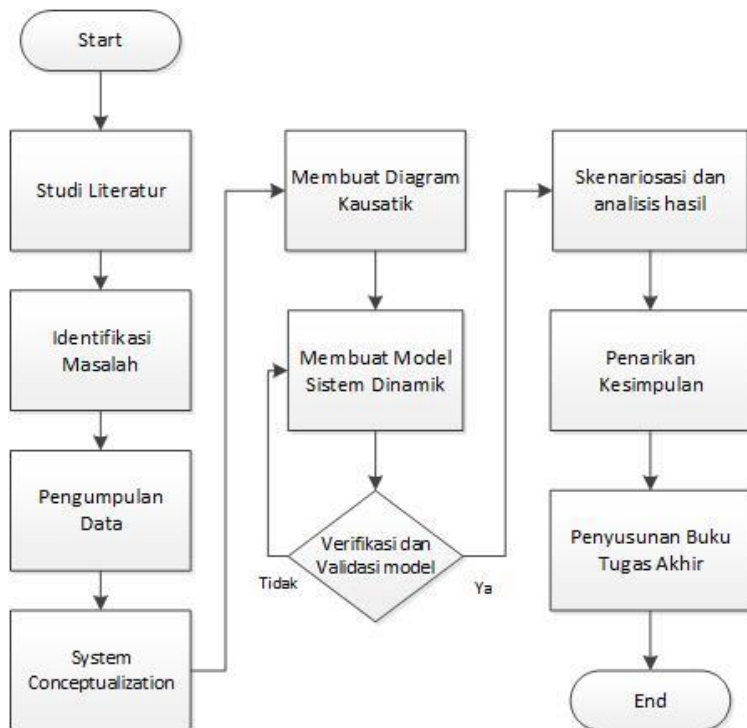 Start
Studi Literatur
Identifikasi
Masalah
Pengumpulan
Data
System
Conceptualization
Membuat Diagram
Kausatik
Membuat Model
Sistem Dinamik
Verifikasi dan
Validasi model
Tidak
Ya
Skenariosasi dan
analisis hasil
Penarikan
Kesimpulan
Penyusunan Buku
Tugas Akhir
End